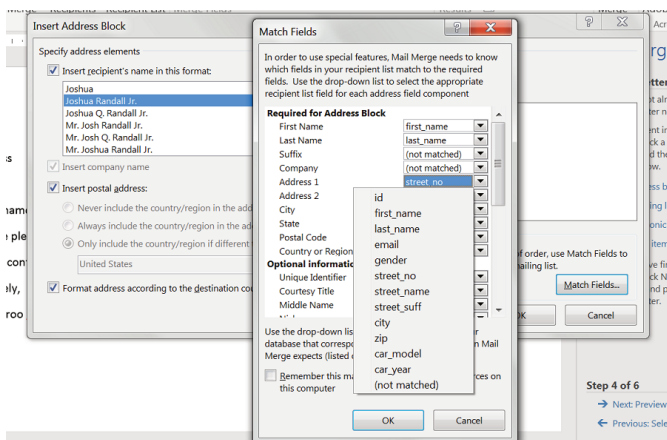 Insert Address Block
Specify address elements
Insert recipient's name in this format:
Joshua
Joshua Randall Jr.
Joshua Q. Randall Jr.
Mr. Josh Randall Jr.
Mr. Josh Q. Randall Jr.
Mr. Joshua Randall Jr.
Insert company name
Insert postal address:
Never include the country/region in the
Always include the country/region in the
Only include the country/region if different
United States
Format address according to the destination
Match Fields
In order to use special features, Mail Merge needs to know
which fields in your recipient list match to the required
fields. Use the drop-down list to select the appropriate
recipient list field for each address field component
Required for Address Block
First Name first_name
Last Name last_name
Suffix (not matched)
Company (not matched)
Address 1 street_no
Address 2
City
State
Postal Code
Country or Region
Optional
Unique Identifier
Courtesy Title
Middle Name
id
first_name
last_name
email
gender
street_no
street_name
street_suff
city
zip
car_model
car_year
(not matched)
Use the drop-down
database that
Merge expects (listed Mail
Remember this on
this computer
OK Cancel
of order, use Match Fields to
mailing list.
Match Fields...
OK Cancel
Step 4 of 6
Next: Preview
Previous: